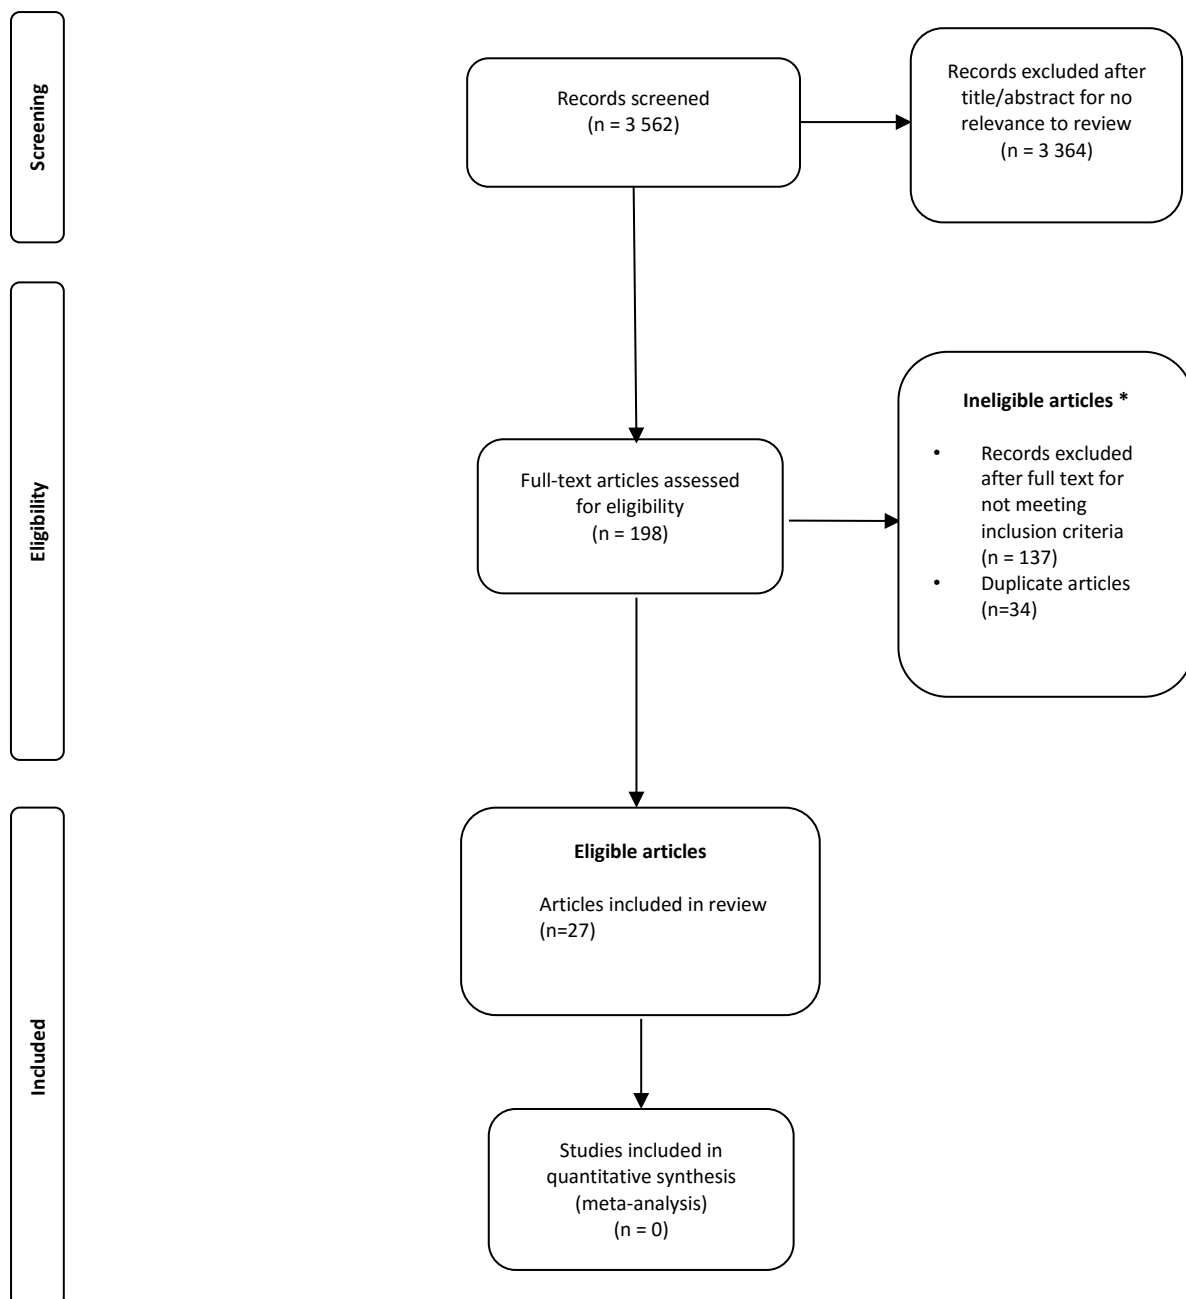 Screening
Records screened
(n = 3 562)
Records excluded after
title/abstract for no
relevance to review
(n = 3 364)
Eligibility
Full-text articles assessed
for eligibility
(n = 198)
Ineligible articles *
• Records excluded
after full text for
not meeting
inclusion criteria
(n = 137)
• Duplicate articles
(n=34)
Included
Eligible articles
Articles included in review
(n=27)
Studies included in
quantitative synthesis
(meta-analysis)
(n = 0)